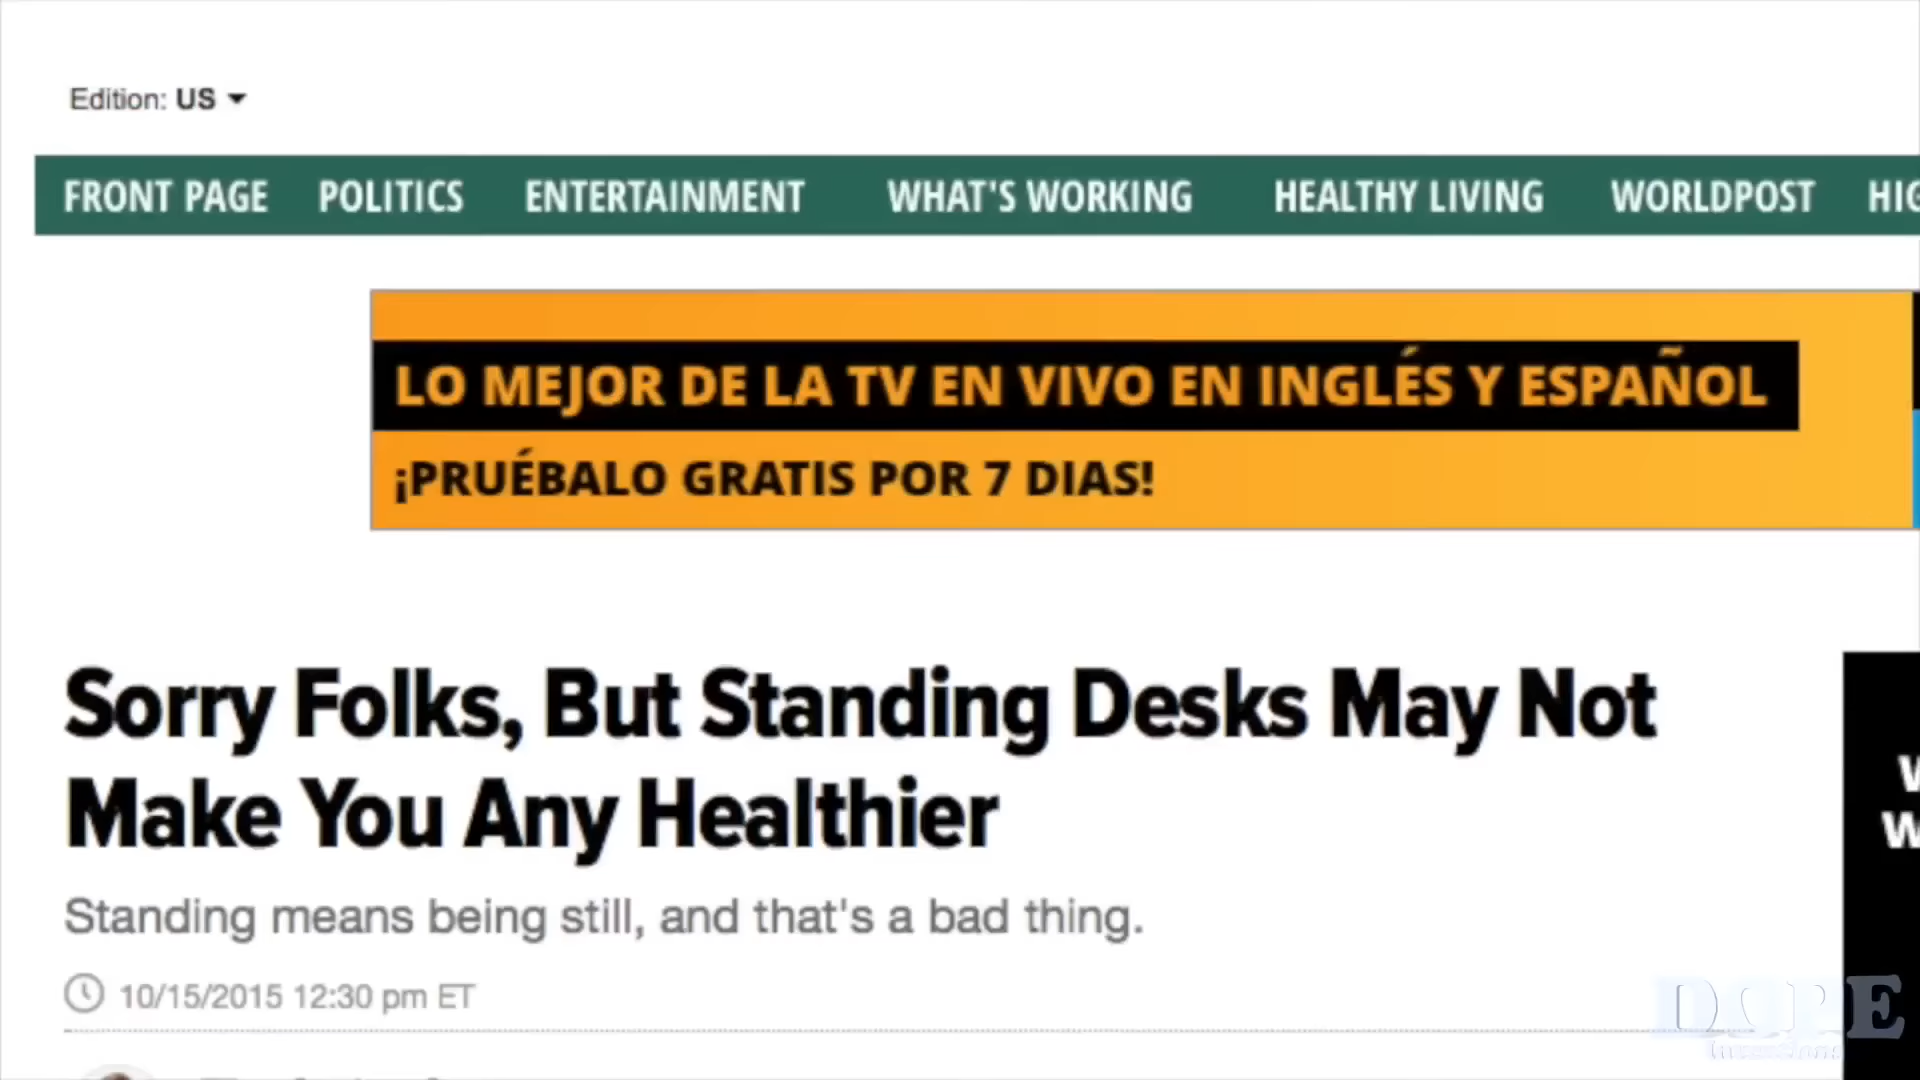 Edition: US
FRONT PAGE POLITICS ENTERTAINMENT WHAT'S WORKING HEALTHY LIVING WORLDPOST
LO MEJOR DE LA TV EN VIVO EN INGLÉS Y ESPAÑOL
¡PRUÉBALO GRATIS POR 7 DIAS!
Sorry Folks, But Standing Desks May Not
Make You Any Healthier
Standing means being still, and that's a bad thing.
10/15/2015 12:30 pm ET
DOPE
Inventions